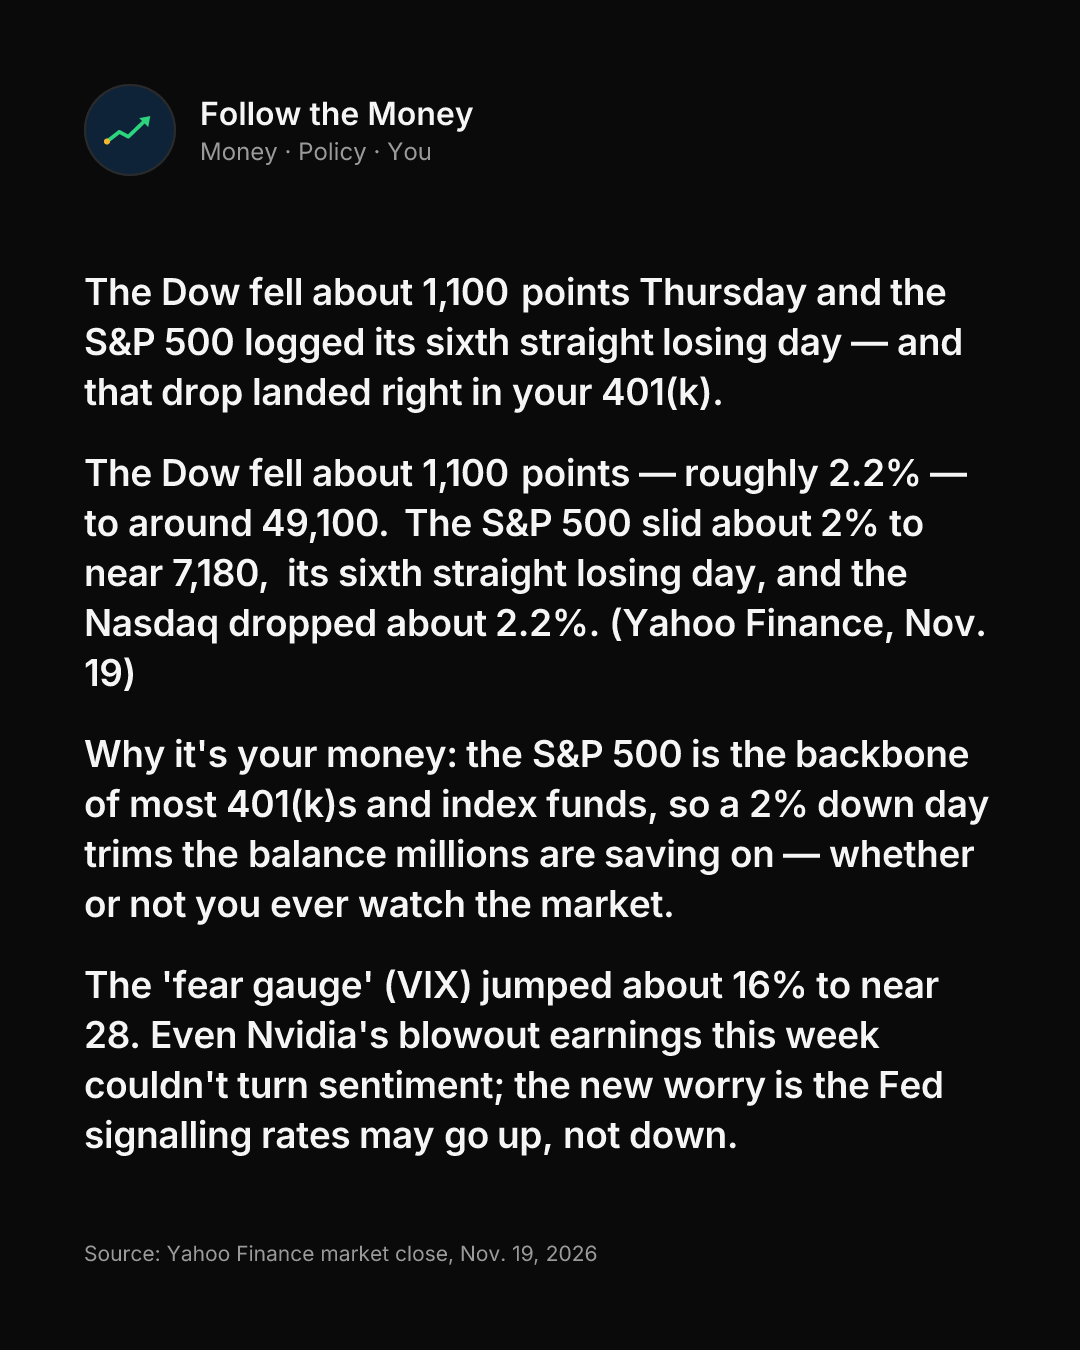 Follow the Money
Money · Policy · You
The Dow fell about 1,100 points Thursday and the
S&P 500 logged its sixth straight losing day — and
that drop landed right in your 401(k).
The Dow fell about 1,100 points — roughly 2.2% —
to around 49,100. The S&P 500 slid about 2% to
near 7,180, its sixth straight losing day, and the
Nasdaq dropped about 2.2%. (Yahoo Finance, Nov.
19)
Why it's your money: the S&P 500 is the backbone
of most 401(k)s and index funds, so a 2% down day
trims the balance millions are saving on — whether
or not you ever watch the market.
The 'fear gauge' (VIX) jumped about 16% to near
28. Even Nvidia's blowout earnings this week
couldn't turn sentiment; the new worry is the Fed
signalling rates may go up, not down.
Source: Yahoo Finance market close, Nov. 19, 2026